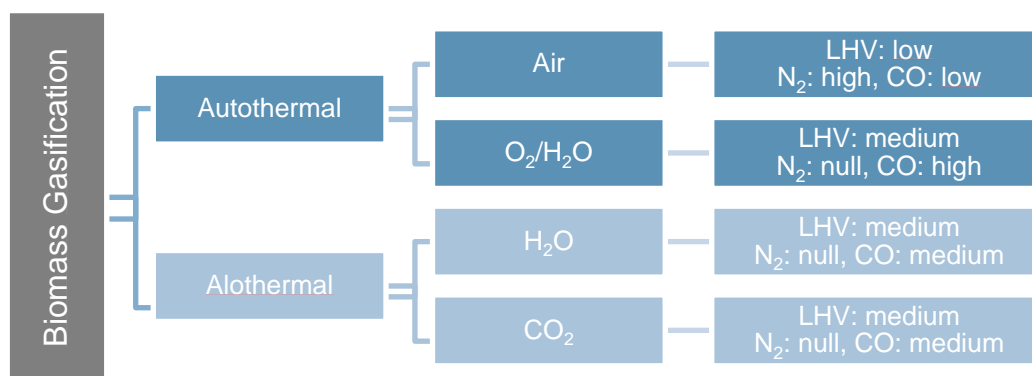 Biomass Gasification
Autothermal
Air
LHV: low
N₂: high, CO: low
O₂/H₂O
LHV: medium
N₂: null, CO: high
Alothermal
H₂O
LHV: medium
N₂: null, CO: medium
CO₂
LHV: medium
N₂: null, CO: medium